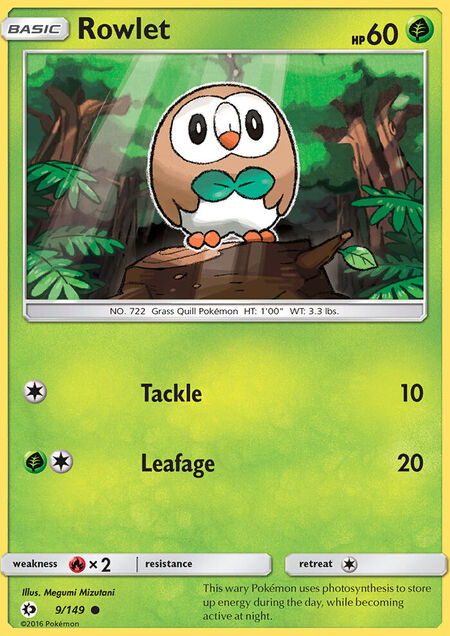 BASIC Rowlet HP60
NO. 722 Grass Quill Pokémon HT: 1'00" WT: 3.3 lbs.
Tackle 10
Leafage 20
weakness ×2 resistance retreat
Illus. Megumi Mizutani
9/149
©2016 Pokémon
This wary Pokémon uses photosynthesis to store
up energy during the day, while becoming
active at night.